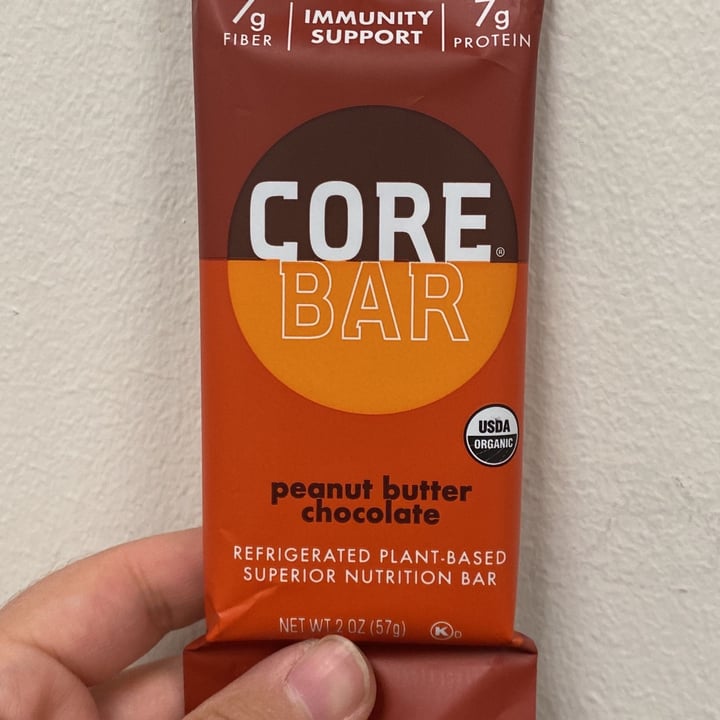 7g IMMUNITY 7g
FIBER SUPPORT PROTEIN
CORE®
BAR
USDA
ORGANIC
peanut butter
chocolate
REFRIGERATED PLANT-BASED
SUPERIOR NUTRITION BAR
NET WT 2 OZ (57g) K D